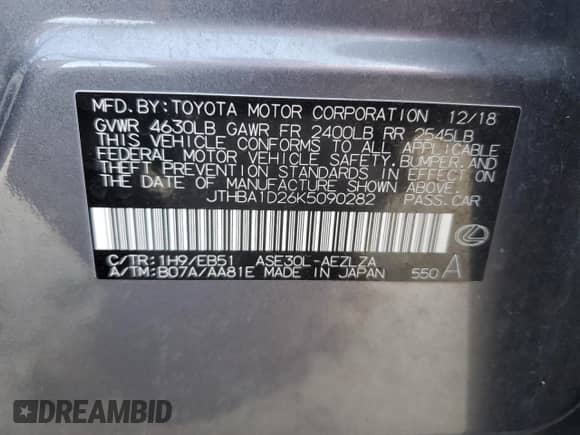 MFD. BY: TOYOTA MOTOR CORPORATION 12/18
GVWR 4630LB GAWR FR 2400LB RR 2545LB
THIS VEHICLE CONFORMS TO ALL APPLICABLE
FEDERAL MOTOR VEHICLE SAFETY, BUMPER, AND
THEFT PREVENTION STANDARDS IN EFFECT ON
THE DATE OF MANUFACTURE SHOWN ABOVE.
JTHBA1D26K5090282 PASS. CAR
C/TR: 1H9/EB51 ASE30L-AEZLZA
A/TM: B07A/AA81E MADE IN JAPAN 550 A
DREAMBID